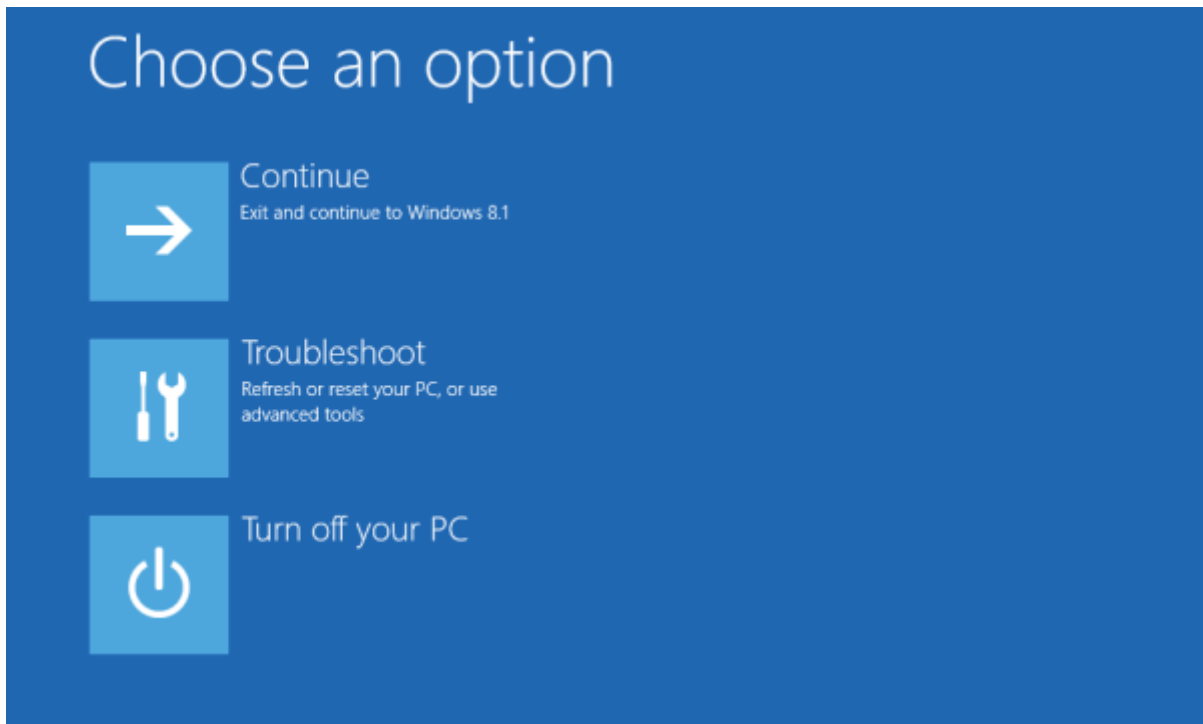 Choose an option
Continue
Exit and continue to Windows 8.1
Troubleshoot
Refresh or reset your PC, or use
advanced tools
Turn off your PC